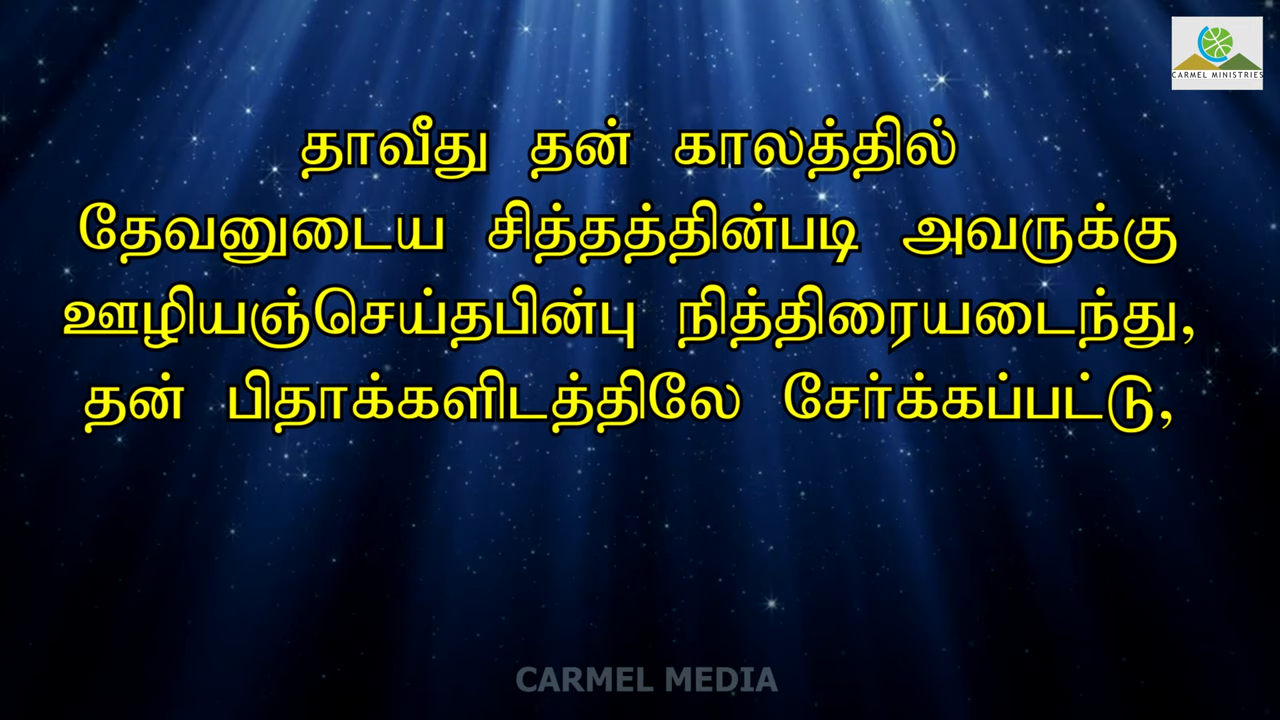 CARMEL MINISTRIES
தாவீது தன் காலத்தில்
தேவனுடைய சித்தத்தின்படி அவருக்கு
ஊழியஞ்செய்தபின்பு நித்திரையடைந்து,
தன் பிதாக்களிடத்திலே சேர்க்கப்பட்டு,
CARMEL MEDIA